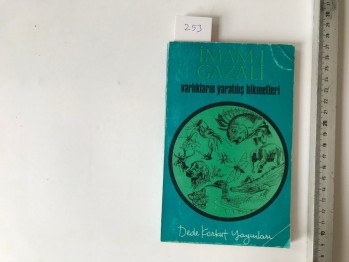 253
İMAM
GAZALİ
varlıkların yaratılış hikmetleri
Dede Korkut Yayınları